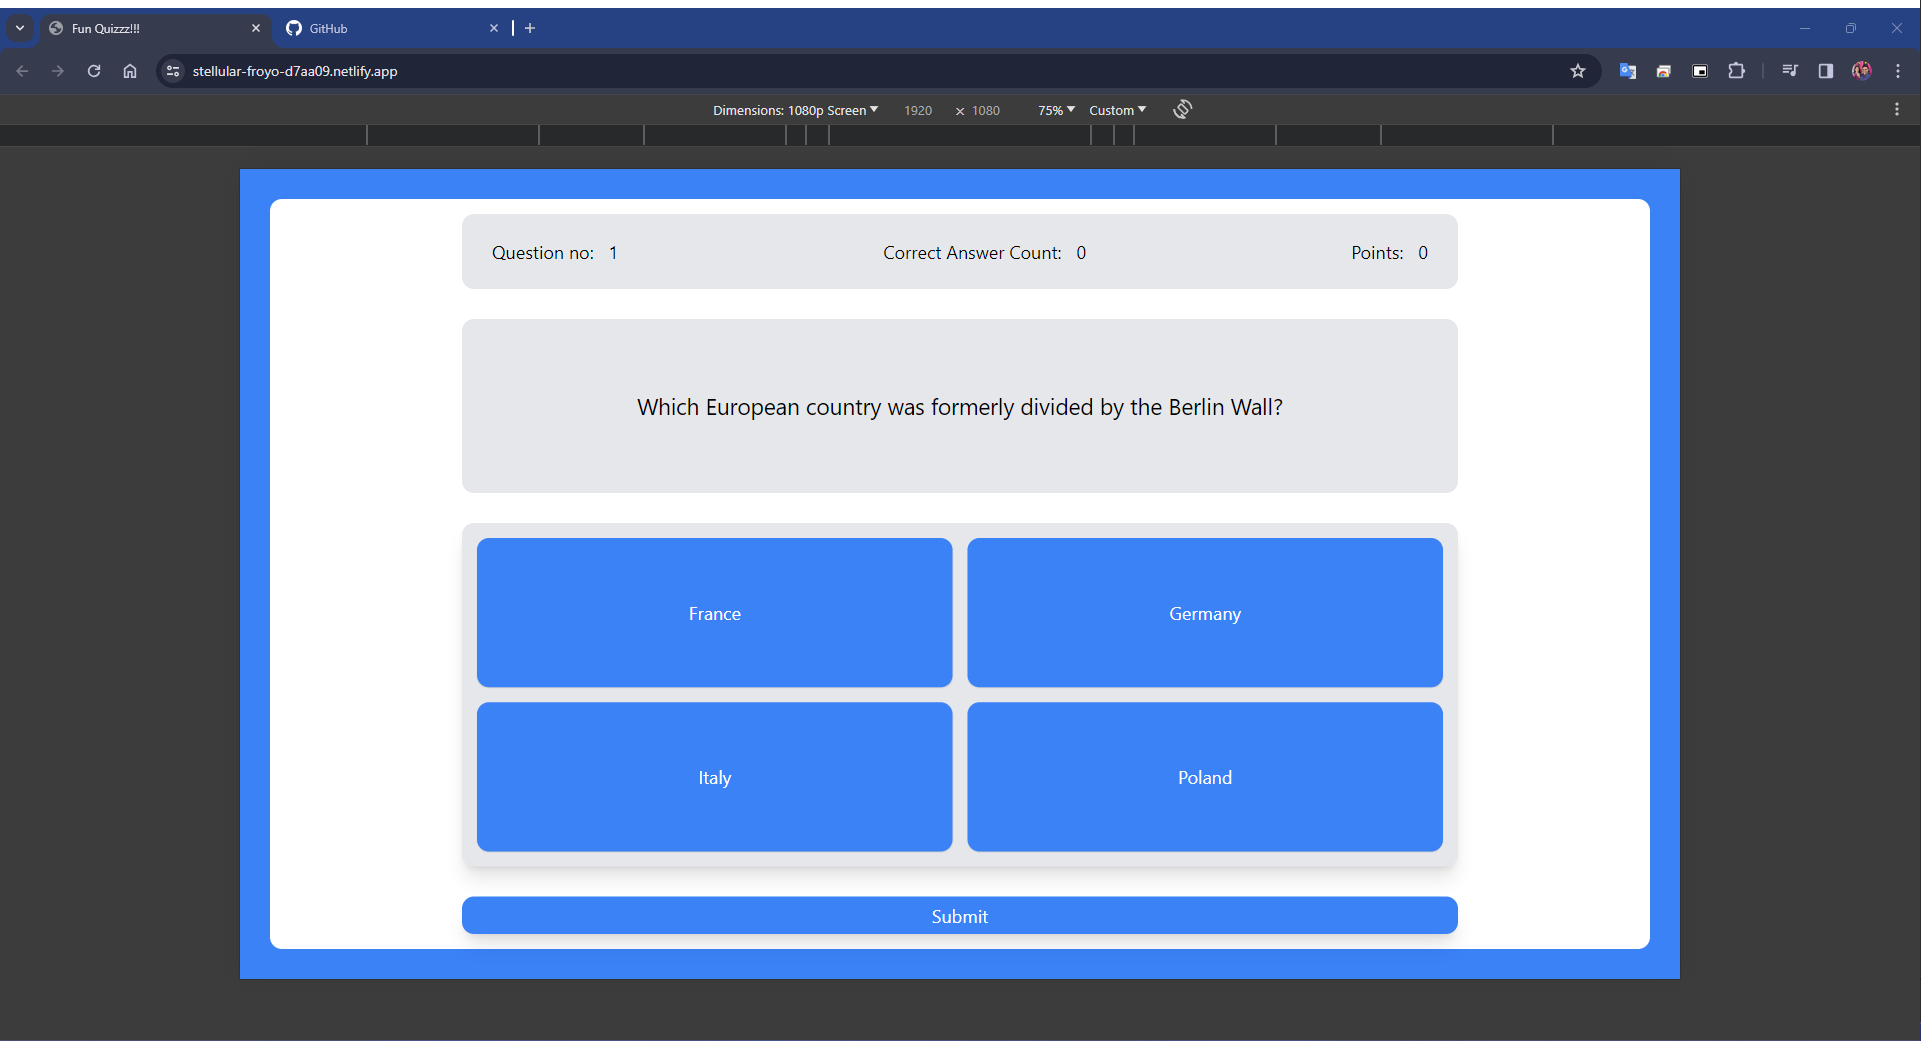 Fun Quizzz!!!
GitHub
stellular-froyo-d7aa09.netlify.app
Dimensions: 1080p Screen 1920 × 1080 75% Custom
Question no: 1 Correct Answer Count: 0 Points: 0
Which European country was formerly divided by the Berlin Wall?
France
Germany
Italy
Poland
Submit